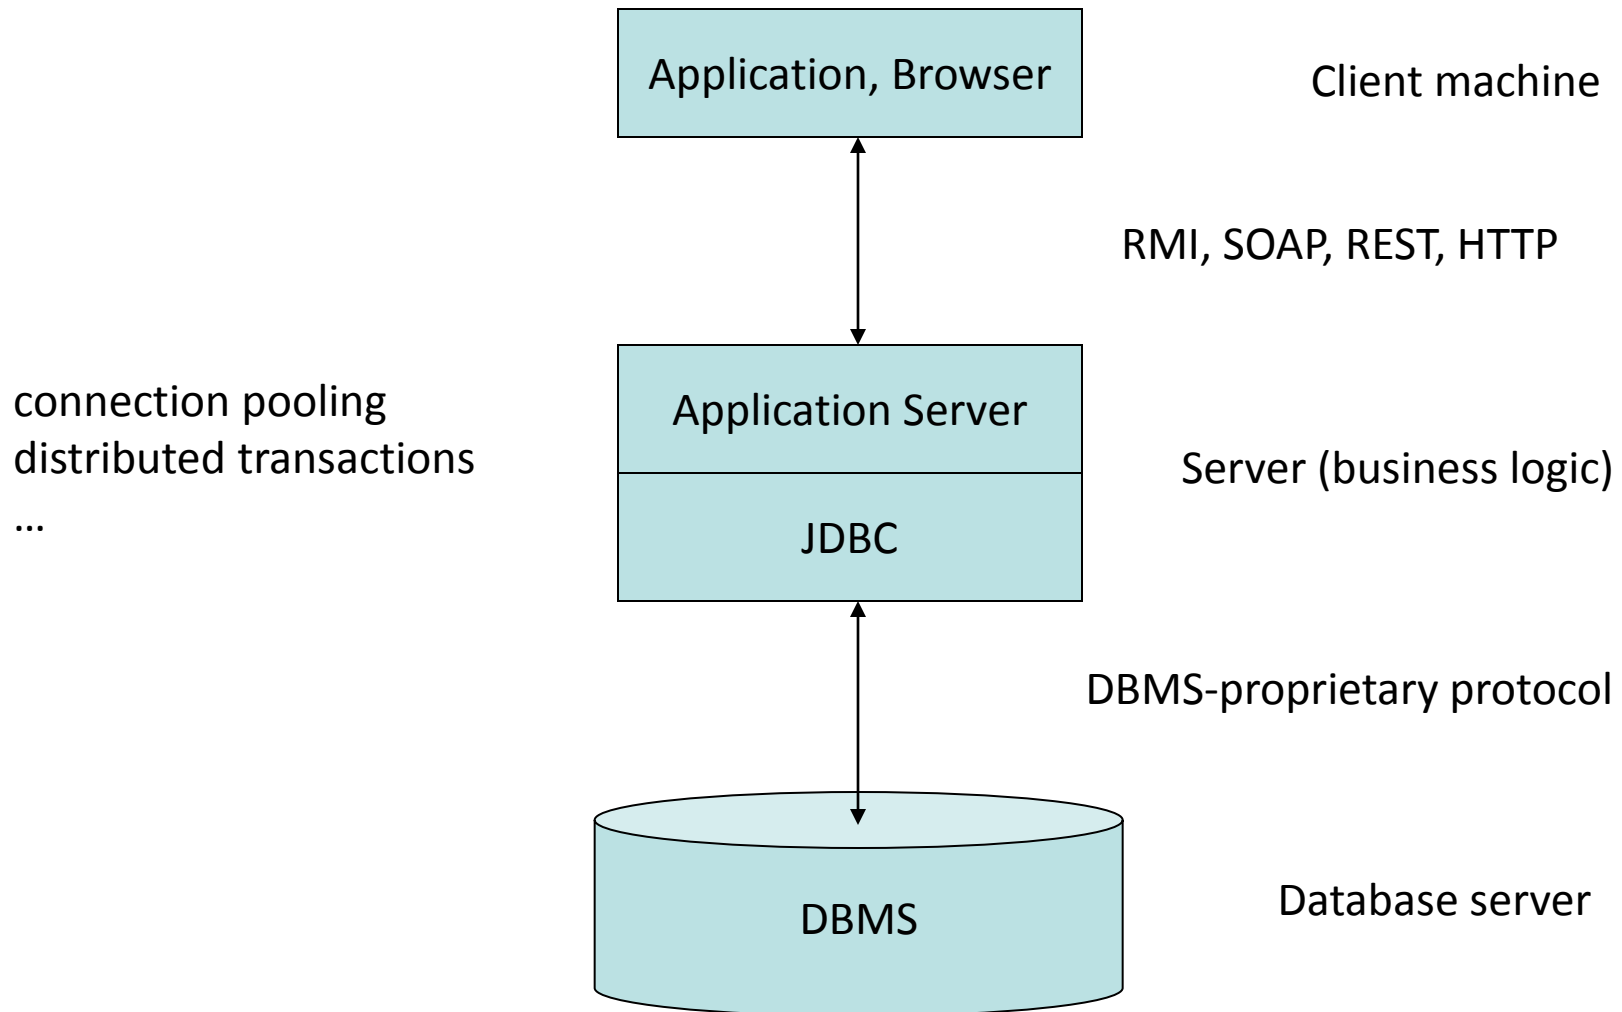 Application, Browser
Client machine
RMI, SOAP, REST, HTTP
connection pooling
distributed transactions
...
Application Server
JDBC
Server (business logic)
DBMS-proprietary protocol
DBMS
Database server